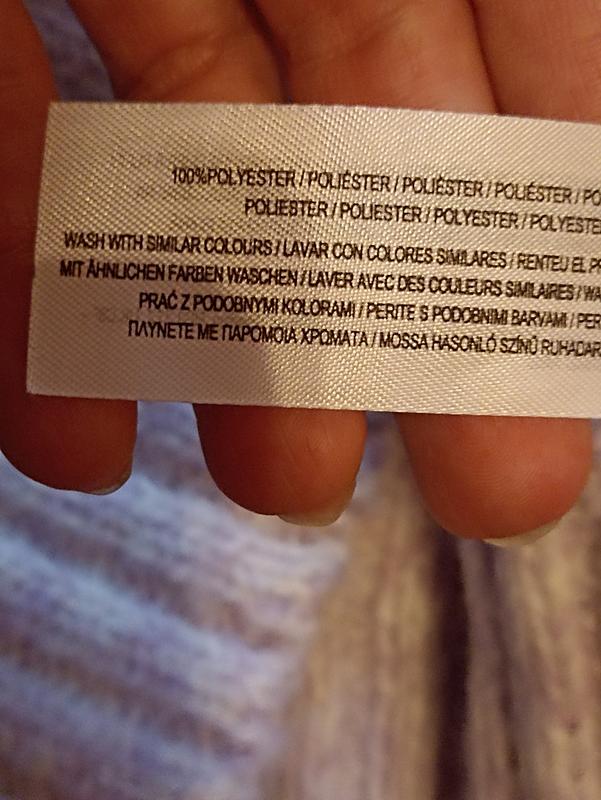 100%POLYESTER / POLIÉSTER / POLIÉSTER / POLIÉSTER / PO
POLIESTER / POLIESTER / POLYESTER / POLYESTE
WASH WITH SIMILAR COLOURS / LAVAR CON COLORES SIMILARES / RENTEU EL PR
MIT ÄHNLICHEN FARBEN WASCHEN / LAVER AVEC DES COULEURS SIMILAIRES / WA
PRAĆ Z PODOBNYMI KOLORAMI / PERITE S PODOBNIMI BARVAMI / PER
ΠΛΥΝΕΤΕ ΜΕ ΠΑΡΟΜΟΙΑ ΧΡΩΜΑΤΑ / MOSSA HASONLÓ SZÍNŰ RUHADAR